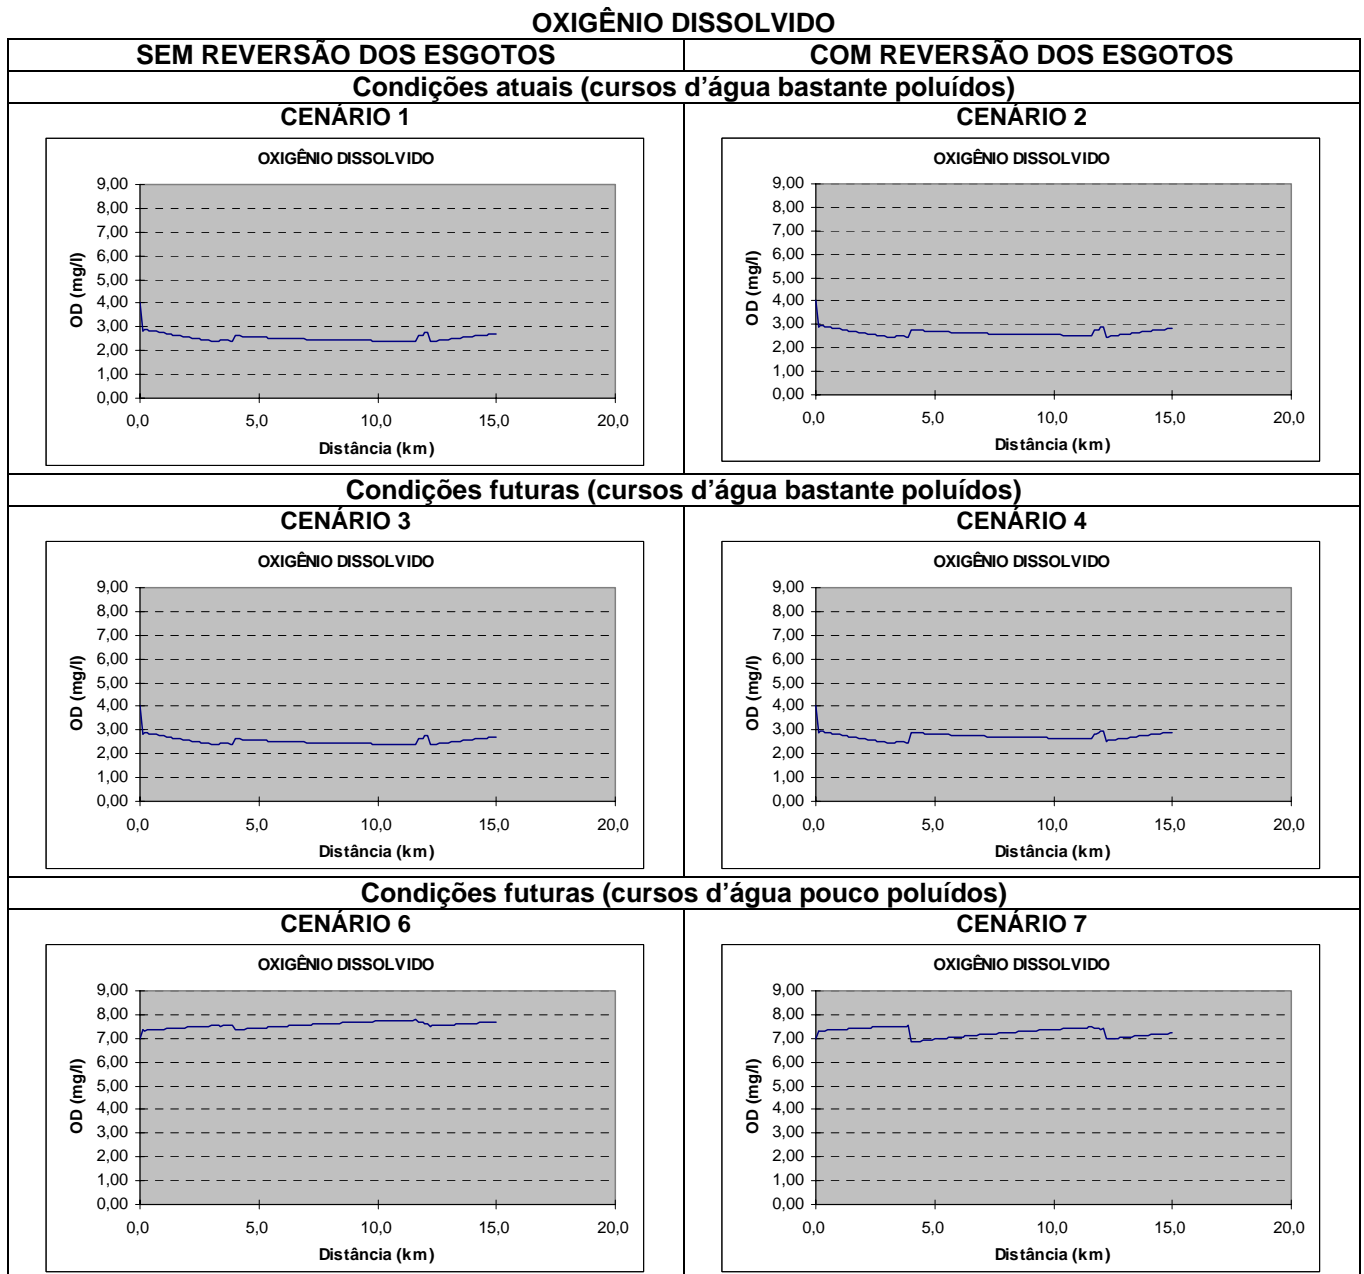 OXIGÊNIO DISSOLVIDO
SEM REVERSÃO DOS ESGOTOS
COM REVERSÃO DOS ESGOTOS
Condições atuais (cursos d’água bastante poluídos)
CENÁRIO 1
OXIGÊNIO DISSOLVIDO
9,00
8,00
7,00
6,00
5,00
4,00
3,00
2,00
1,00
0,00
OD (mg/l)
0,0 5,0 10,0 15,0 20,0
Distância (km)
CENÁRIO 2
OXIGÊNIO DISSOLVIDO
9,00
8,00
7,00
6,00
5,00
4,00
3,00
2,00
1,00
0,00
OD (mg/l)
0,0 5,0 10,0 15,0 20,0
Distância (km)
Condições futuras (cursos d’água bastante poluídos)
CENÁRIO 3
OXIGÊNIO DISSOLVIDO
9,00
8,00
7,00
6,00
5,00
4,00
3,00
2,00
1,00
0,00
OD (mg/l)
0,0 5,0 10,0 15,0 20,0
Distância (km)
CENÁRIO 4
OXIGÊNIO DISSOLVIDO
9,00
8,00
7,00
6,00
5,00
4,00
3,00
2,00
1,00
0,00
OD (mg/l)
0,0 5,0 10,0 15,0 20,0
Distância (km)
Condições futuras (cursos d’água pouco poluídos)
CENÁRIO 6
OXIGÊNIO DISSOLVIDO
9,00
8,00
7,00
6,00
5,00
4,00
3,00
2,00
1,00
0,00
OD (mg/l)
0,0 5,0 10,0 15,0 20,0
Distância (km)
CENÁRIO 7
OXIGÊNIO DISSOLVIDO
9,00
8,00
7,00
6,00
5,00
4,00
3,00
2,00
1,00
0,00
OD (mg/l)
0,0 5,0 10,0 15,0 20,0
Distância (km)